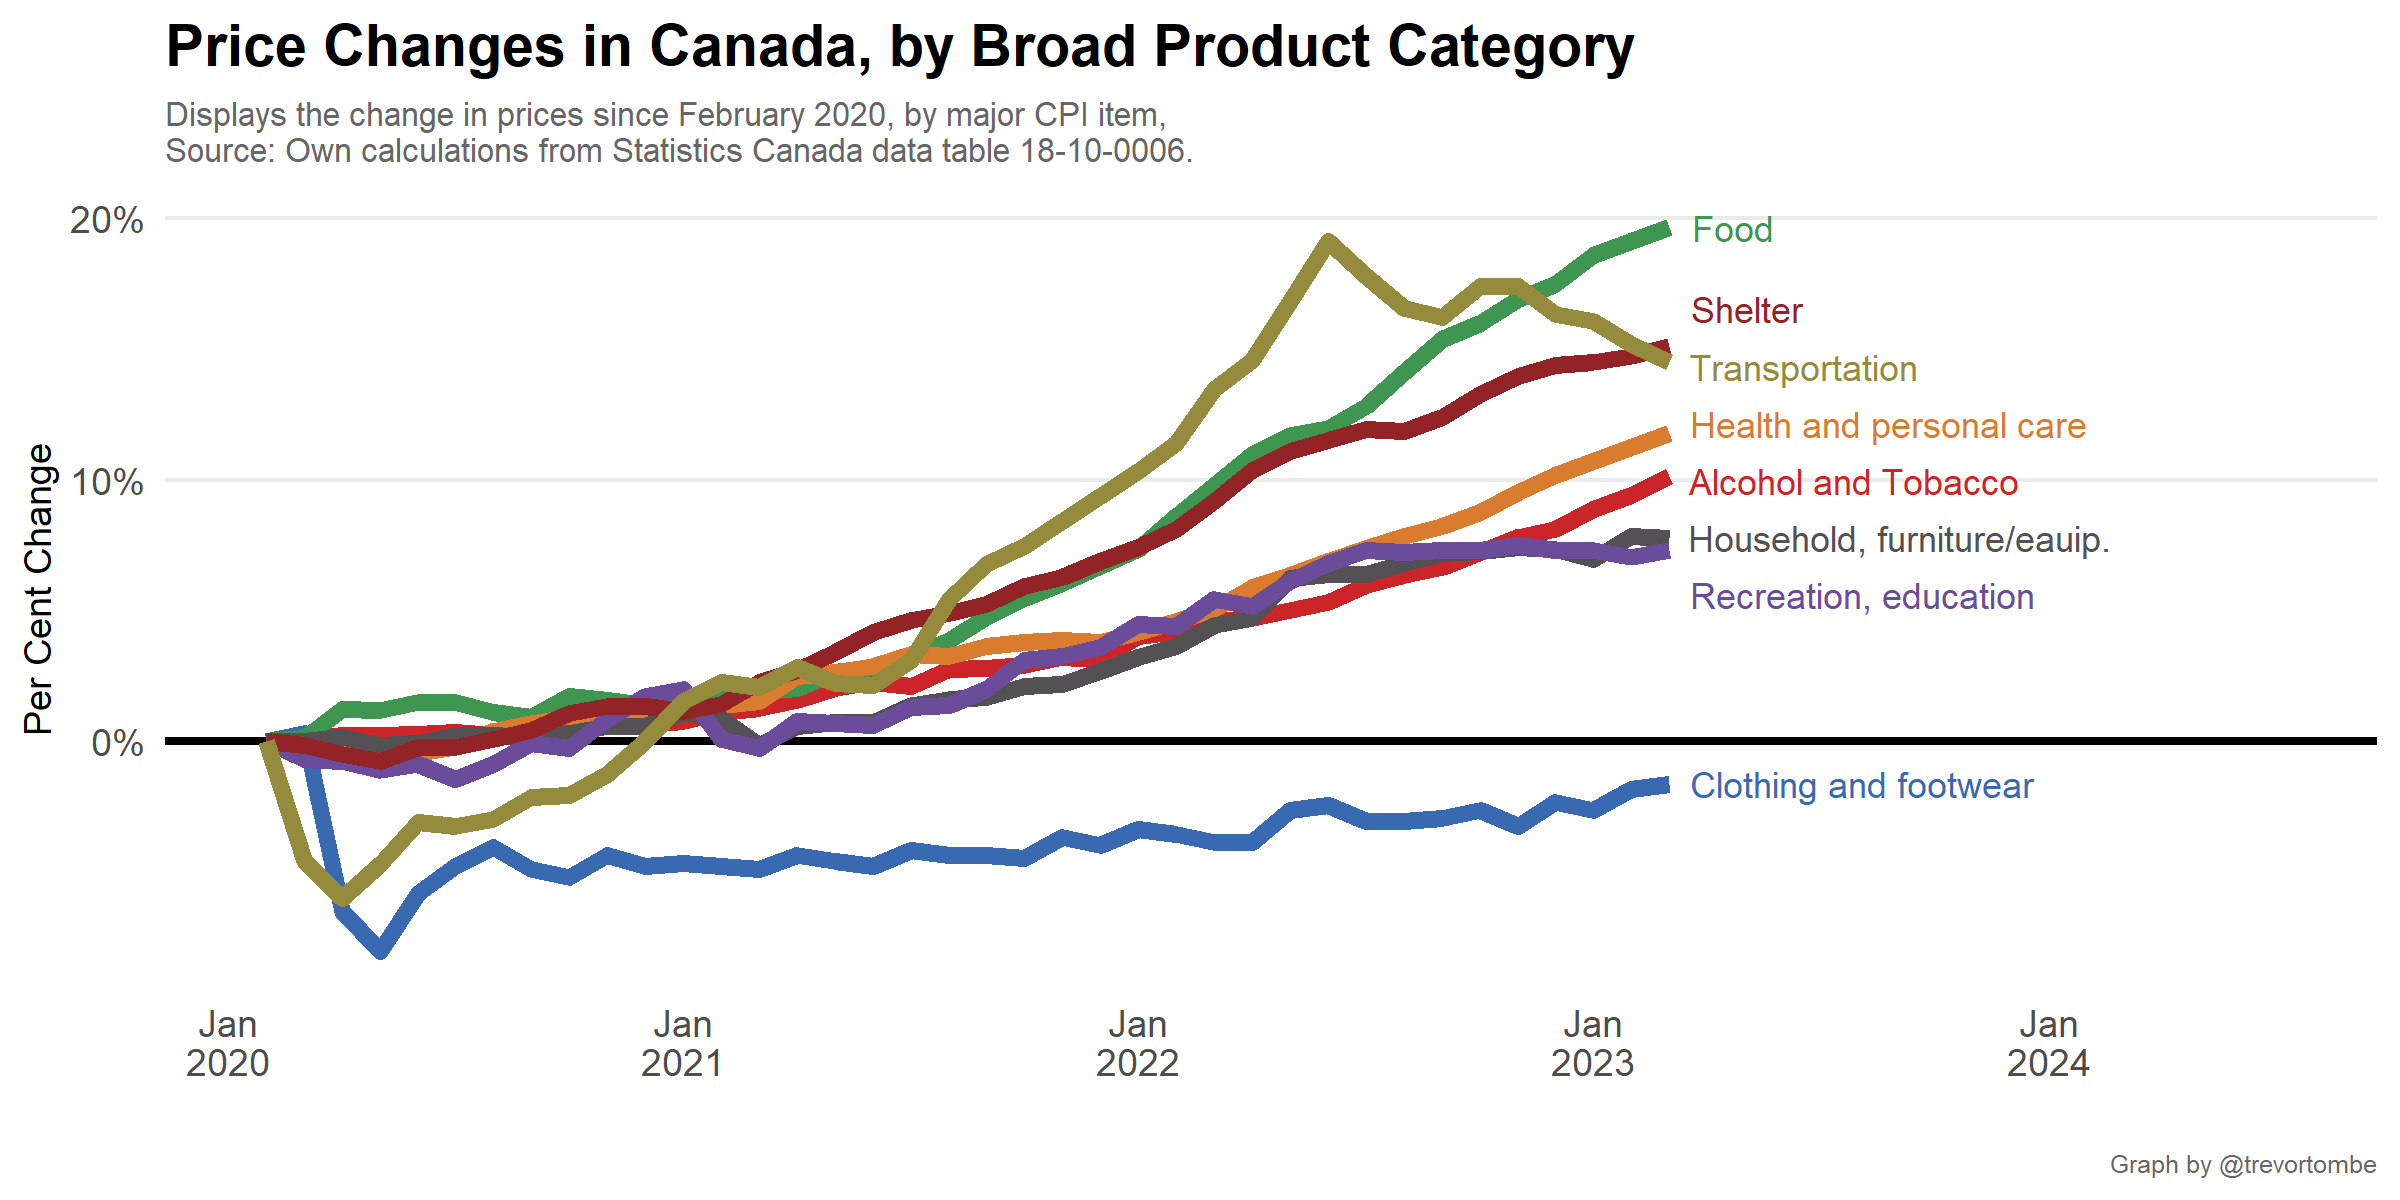 Price Changes in Canada, by Broad Product Category
Displays the change in prices since February 2020, by major CPI item,
Source: Own calculations from Statistics Canada data table 18-10-0006.
Per Cent Change
20%
10%
0%
Food
Shelter
Transportation
Health and personal care
Alcohol and Tobacco
Household, furniture/eauip.
Recreation, education
Clothing and footwear
Jan
2020
Jan
2021
Jan
2022
Jan
2023
Jan
2024
Graph by @trevortombe